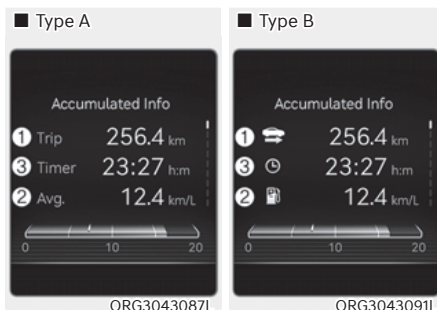 ■ Type A
Accumulated Info
① Trip 256.4 km
③ Timer 23:27 h:m
② Avg. 12.4 km/L
0 10 20
ORG3043087L
■ Type B
Accumulated Info
① 256.4 km
③ 23:27 h:m
② 12.4 km/L
0 10 20
ORG3043091L